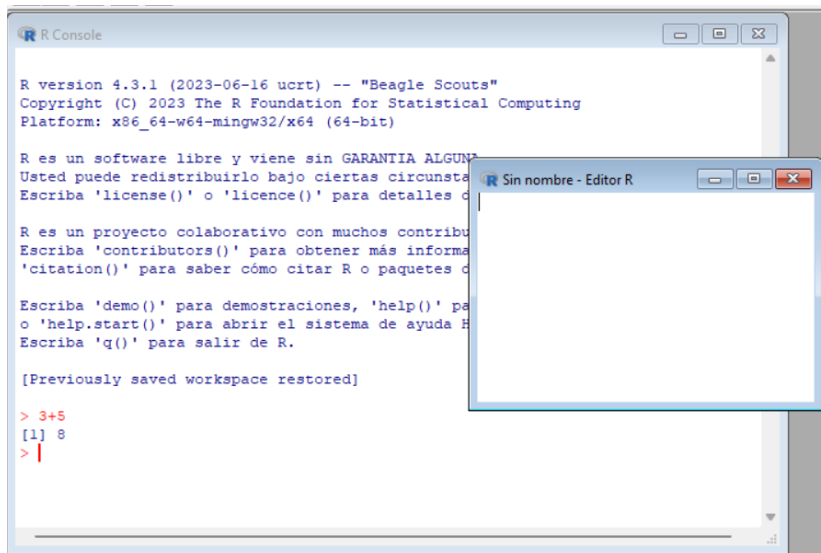 R Console
R version 4.3.1 (2023-06-16 ucrt) -- "Beagle Scouts"
Copyright (C) 2023 The R Foundation for Statistical Computing
Platform: x86_64-w64-mingw32/x64 (64-bit)
R es un software libre y viene sin GARANTIA ALGUNA
Usted puede redistribuirlo bajo ciertas
Escriba 'license()' o 'licence()' para detalles
R es un proyecto colaborativo con muchos
Escriba 'contributors()' para obtener más
'citation()' para saber cómo citar R o paquetes
Escriba 'demo()' para demostraciones, 'help()'
o 'help.start()' para abrir el sistema de ayuda
Escriba 'q()' para salir de R.
[Previously saved workspace restored]
> 3+5
[1] 8
>
Sin nombre - Editor R